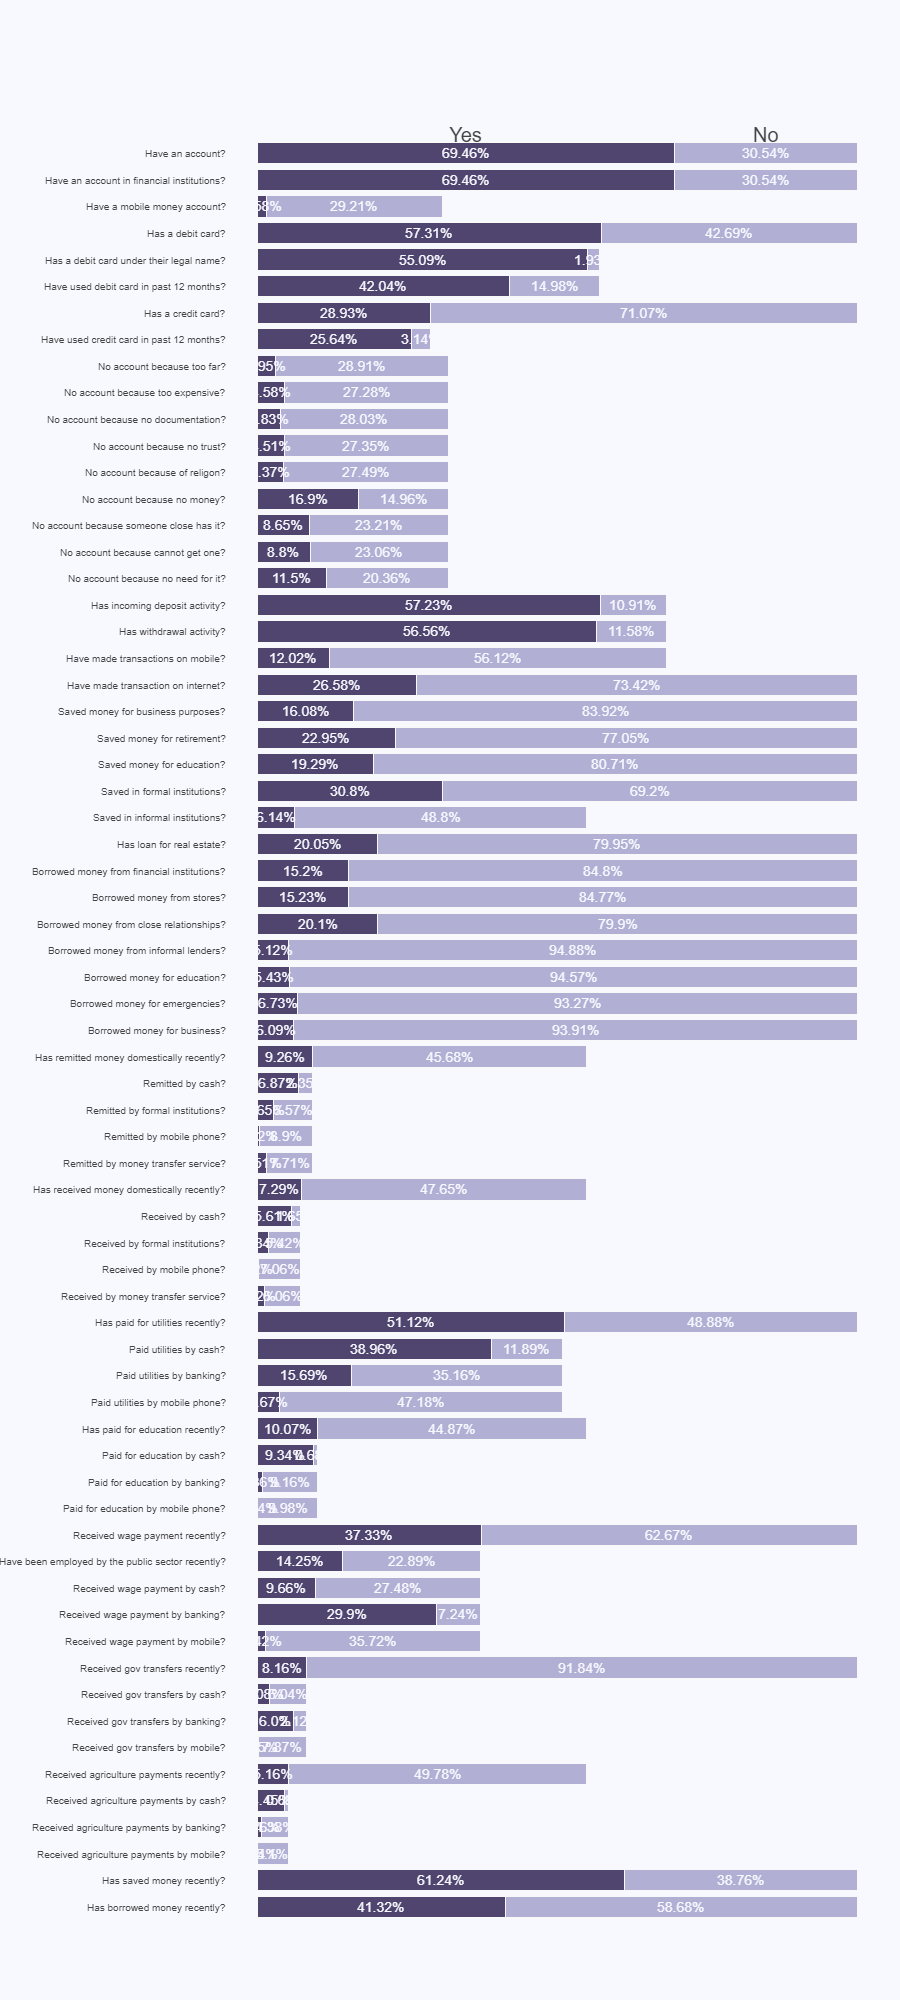 Yes No
Have an account? 69.46% 30.54%
Have an account in financial institutions? 69.46% 30.54%
Have a mobile money account? 29.21%
Has a debit card? 57.31% 42.69%
Has a debit card under their legal name? 55.09%
Have used debit card in past 12 months? 42.04% 14.98%
Has a credit card? 28.93% 71.07%
Have used credit card in past 12 months? 25.64%
No account because too far? 28.91%
No account because too expensive? 27.28%
No account because no documentation? 28.03%
No account because no trust? 27.35%
No account because of religon? 27.49%
No account because no money? 16.9% 14.96%
No account because someone close has it? 8.65% 23.21%
No account because cannot get one? 8.8% 23.06%
No account because no need for it? 11.5% 20.36%
Has incoming deposit activity? 57.23% 10.91%
Has withdrawal activity? 56.56% 11.58%
Have made transactions on mobile? 12.02% 56.12%
Have made transaction on internet? 26.58% 73.42%
Saved money for business purposes? 16.08% 83.92%
Saved money for retirement? 22.95% 77.05%
Saved money for education? 19.29% 80.71%
Saved in formal institutions? 30.8% 69.2%
Saved in informal institutions? 6.14% 48.8%
Has loan for real estate? 20.05% 79.95%
Borrowed money from financial institutions? 15.2% 84.8%
Borrowed money from stores? 15.23% 84.77%
Borrowed money from close relationships? 20.1% 79.9%
Borrowed money from informal lenders? 5.12% 94.88%
Borrowed money for education? 5.43% 94.57%
Borrowed money for emergencies? 6.73% 93.27%
Borrowed money for business? 6.09% 93.91%
Has remitted money domestically recently? 9.26% 45.68%
Remitted by cash? 6.87%
Remitted by formal institutions?
Remitted by mobile phone?
Remitted by money transfer service?
Has received money domestically recently? 7.29% 47.65%
Received by cash? 5.61%
Received by formal institutions?
Received by mobile phone?
Received by money transfer service?
Has paid for utilities recently? 51.12% 48.88%
Paid utilities by cash? 38.96% 11.89%
Paid utilities by banking? 15.69% 35.16%
Paid utilities by mobile phone? 47.18%
Has paid for education recently? 10.07% 44.87%
Paid for education by cash? 9.34%
Paid for education by banking?
Paid for education by mobile phone?
Received wage payment recently? 37.33% 62.67%
Have been employed by the public sector recently? 14.25% 22.89%
Received wage payment by cash? 9.66% 27.48%
Received wage payment by banking? 29.9% 7.24%
Received wage payment by mobile? 35.72%
Received gov transfers recently? 8.16% 91.84%
Received gov transfers by cash?
Received gov transfers by banking? 6.0%
Received gov transfers by mobile?
Received agriculture payments recently? 5.16% 49.78%
Received agriculture payments by cash?
Received agriculture payments by banking?
Received agriculture payments by mobile?
Has saved money recently? 61.24% 38.76%
Has borrowed money recently? 41.32% 58.68%